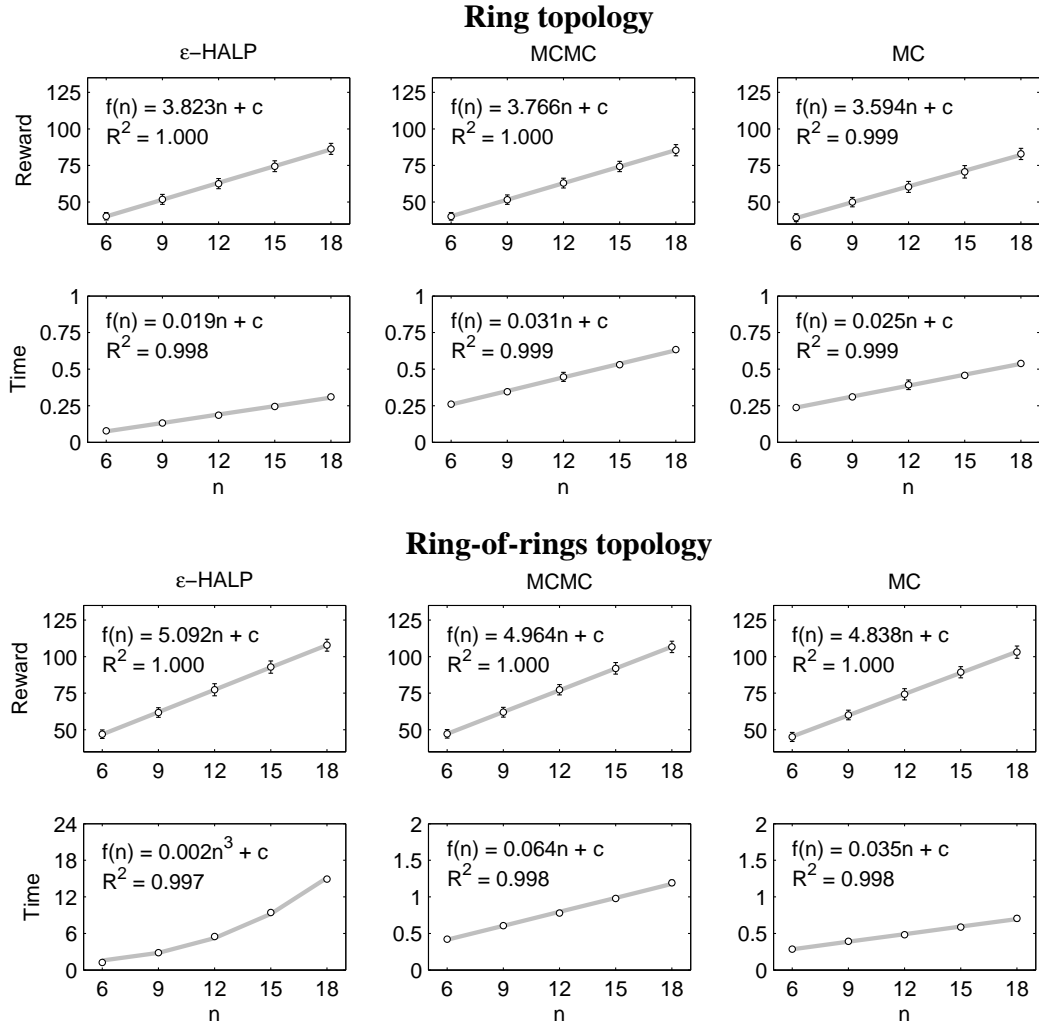 Ring topology
ε−HALP
MCMC
MC
Reward
125
100
75
50
f(n) = 3.823n + c
R² = 1.000
6 9 12 15 18
125
100
75
50
f(n) = 3.766n + c
R² = 1.000
6 9 12 15 18
125
100
75
50
f(n) = 3.594n + c
R² = 0.999
6 9 12 15 18
Time
1
0.75
0.5
0.25
0
f(n) = 0.019n + c
R² = 0.998
6 9 12 15 18
n
1
0.75
0.5
0.25
0
f(n) = 0.031n + c
R² = 0.999
6 9 12 15 18
n
1
0.75
0.5
0.25
0
f(n) = 0.025n + c
R² = 0.999
6 9 12 15 18
n
Ring-of-rings topology
ε−HALP
MCMC
MC
Reward
125
100
75
50
f(n) = 5.092n + c
R² = 1.000
6 9 12 15 18
125
100
75
50
f(n) = 4.964n + c
R² = 1.000
6 9 12 15 18
125
100
75
50
f(n) = 4.838n + c
R² = 1.000
6 9 12 15 18
Time
24
18
12
6
0
f(n) = 0.002n³ + c
R² = 0.997
6 9 12 15 18
n
2
1.5
1
0.5
0
f(n) = 0.064n + c
R² = 0.998
6 9 12 15 18
n
2
1.5
1
0.5
0
f(n) = 0.035n + c
R² = 0.998
6 9 12 15 18
n